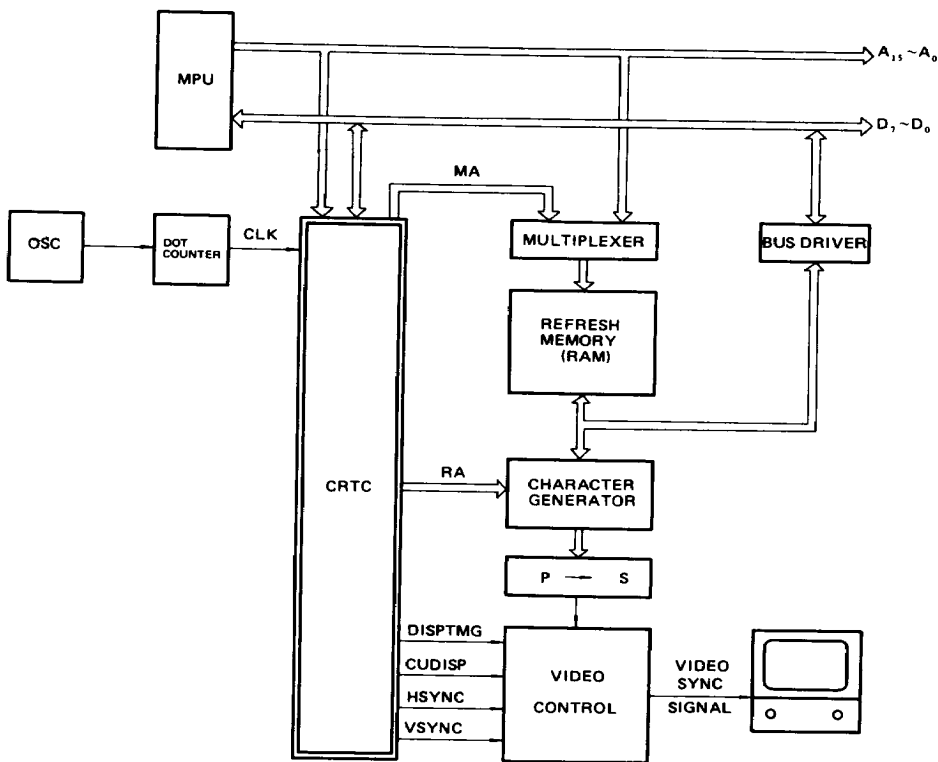 A₁₅~A₀
MPU
D₇~D₀
MA
OSC
DOT
COUNTER
CLK
MULTIPLEXER
BUS DRIVER
REFRESH
MEMORY
(RAM)
CRTC
RA
CHARACTER
GENERATOR
P → S
DISPTMG
CUDISP
HSYNC
VSYNC
VIDEO
CONTROL
VIDEO
SYNC
SIGNAL